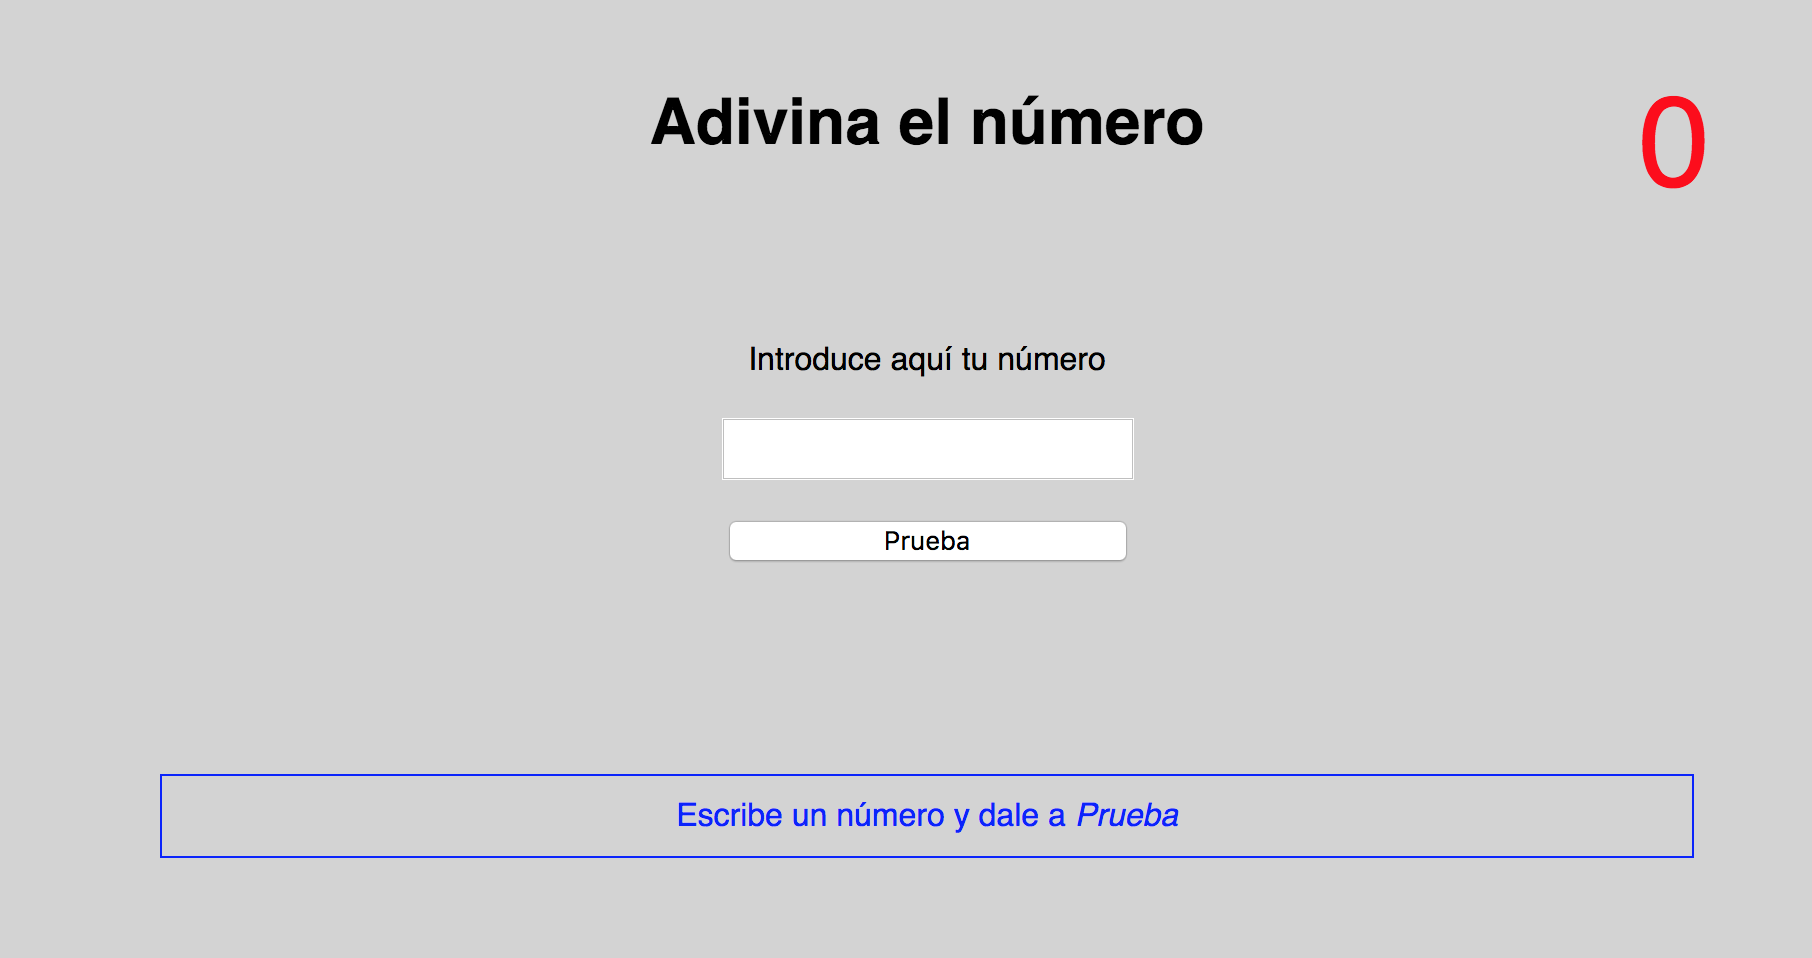 Adivina el número
0
Introduce aquí tu número
Prueba
Escribe un número y dale a Prueba